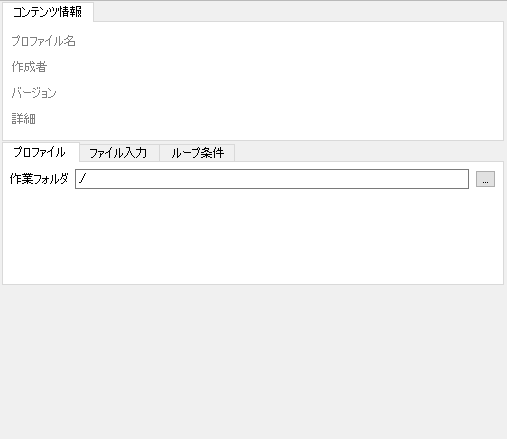 コンテンツ情報
プロファイル名
作成者
バージョン
詳細
プロファイル ファイル入力 ループ条件
作業フォルダ ./ ...